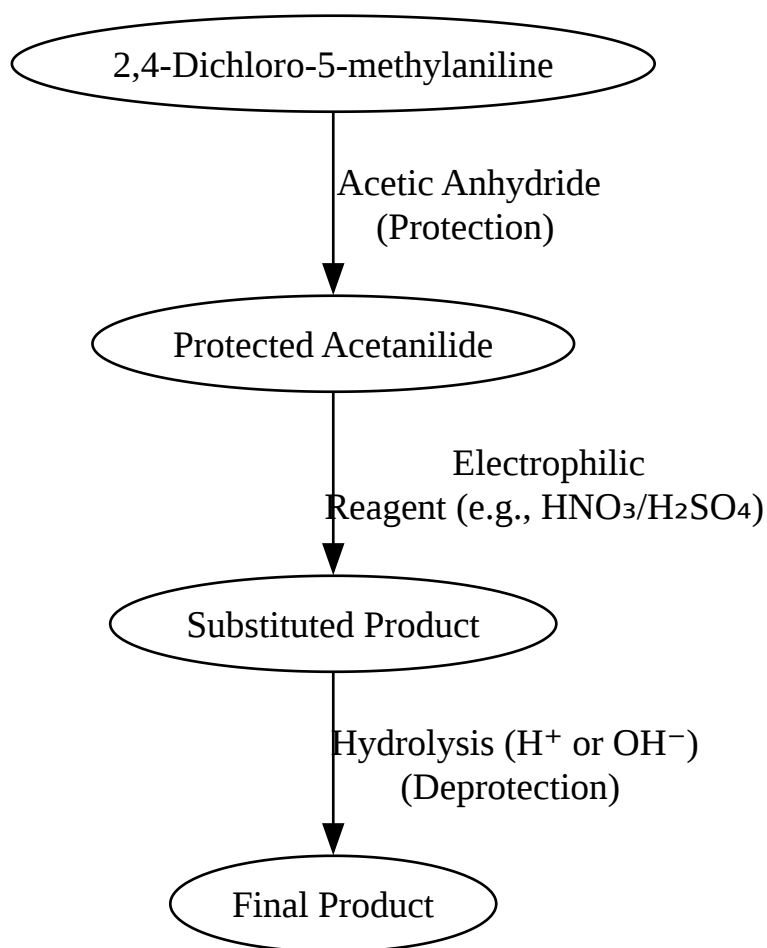 2,4-Dichloro-5-methylaniline
Acetic Anhydride
(Protection)
Protected Acetanilide
Electrophilic
Reagent (e.g., HNO₃/H₂SO₄)
Substituted Product
Hydrolysis (H⁺ or OH⁻)
(Deprotection)
Final Product